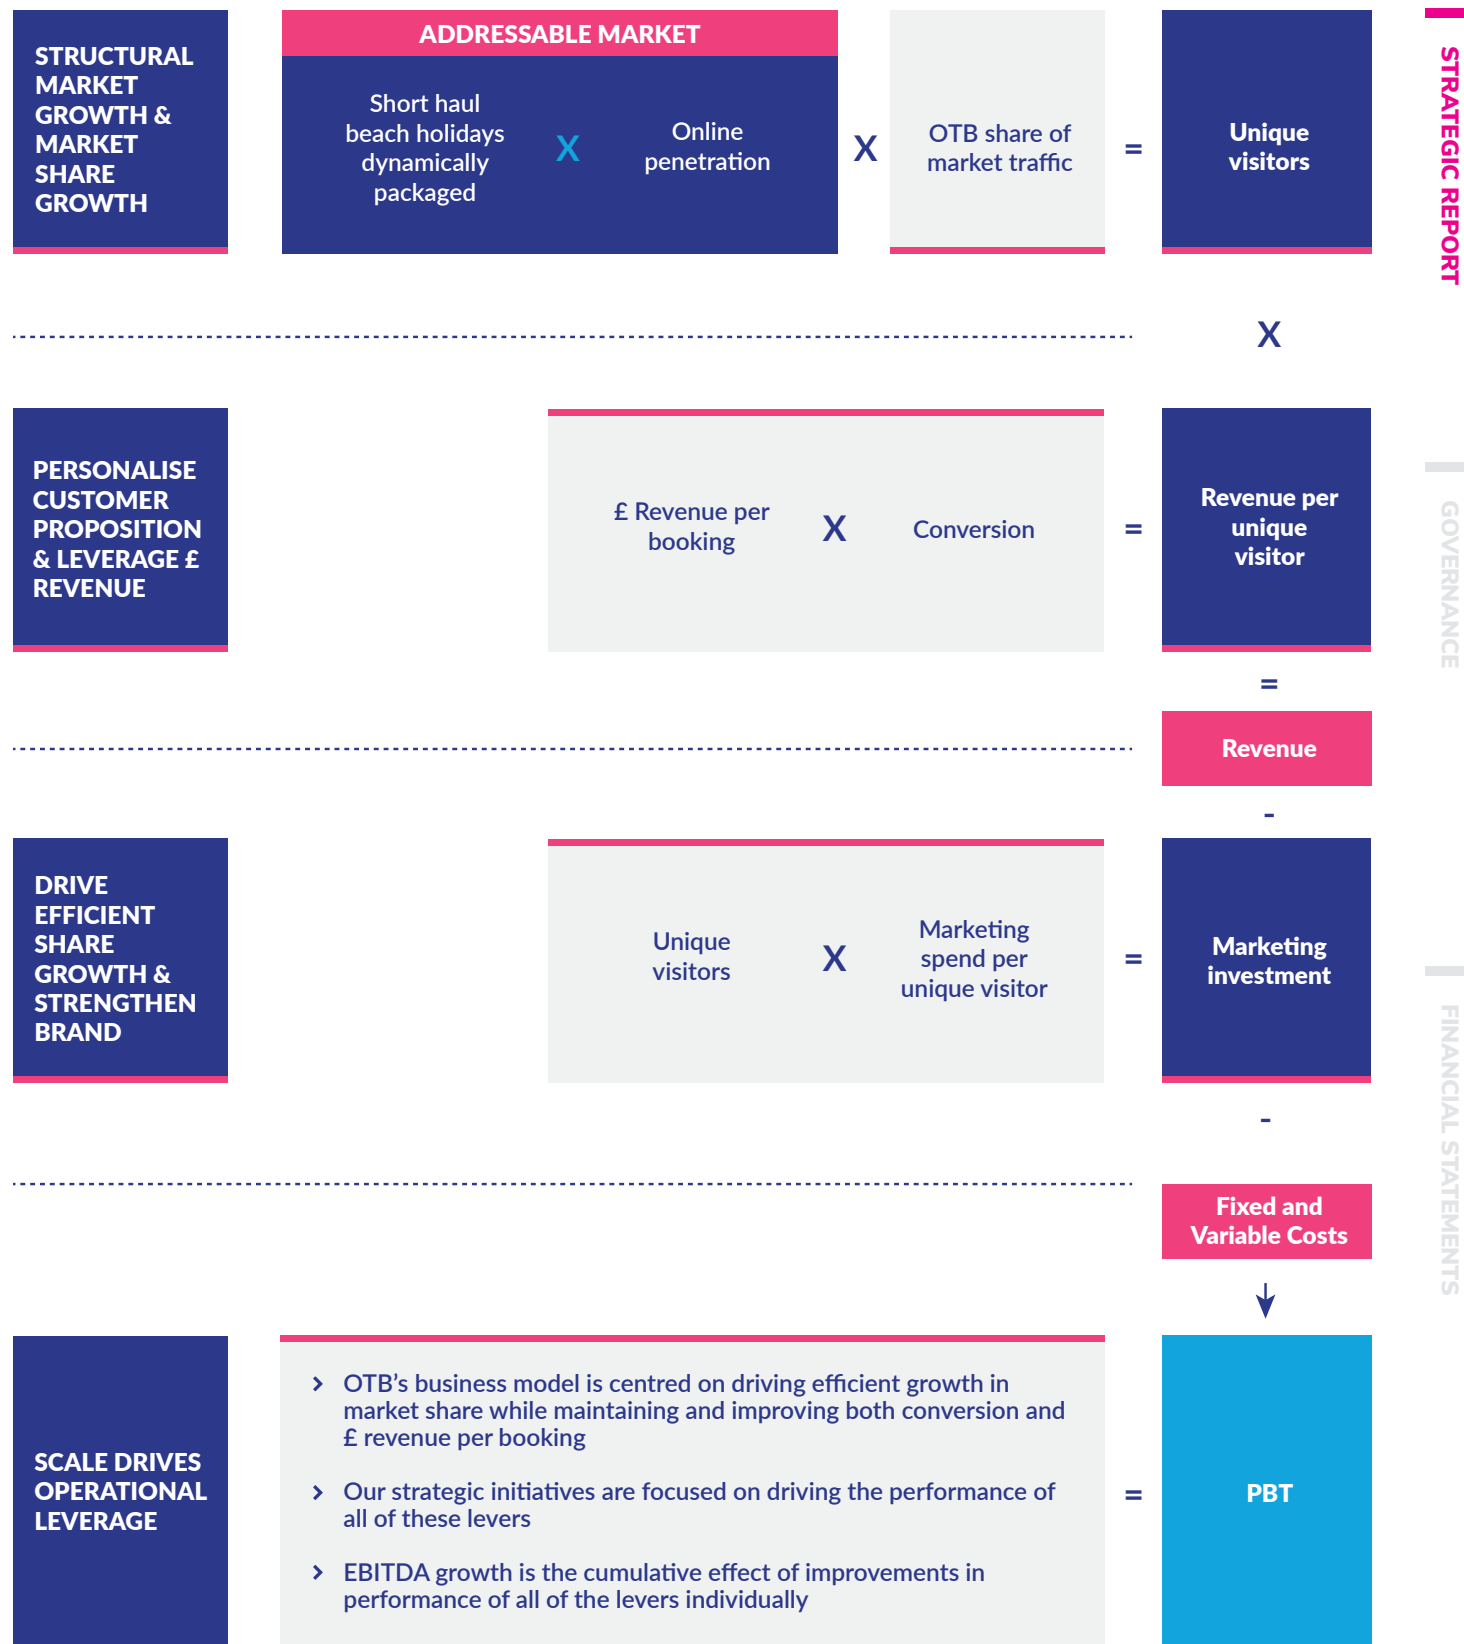 STRUCTURAL
MARKET
GROWTH &
MARKET
SHARE
GROWTH
ADDRESSABLE MARKET
Short haul
beach holidays
dynamically
packaged
X
Online
penetration
X
OTB share of
market traffic
=
Unique
visitors
X
PERSONALISE
CUSTOMER
PROPOSITION
& LEVERAGE £
REVENUE
£ Revenue per
booking
X
Conversion
=
Revenue per
unique
visitor
=
Revenue
-
DRIVE
EFFICIENT
SHARE
GROWTH &
STRENGTHEN
BRAND
Unique
visitors
X
Marketing
spend per
unique visitor
=
Marketing
investment
-
Fixed and
Variable Costs
SCALE DRIVES
OPERATIONAL
LEVERAGE
OTB’s business model is centred on driving efficient growth in
market share while maintaining and improving both conversion and
£ revenue per booking
Our strategic initiatives are focused on driving the performance of
all of these levers
EBITDA growth is the cumulative effect of improvements in
performance of all of the levers individually
=
PBT
STRATEGIC REPORT
GOVERNANCE
FINANCIAL STATEMENTS